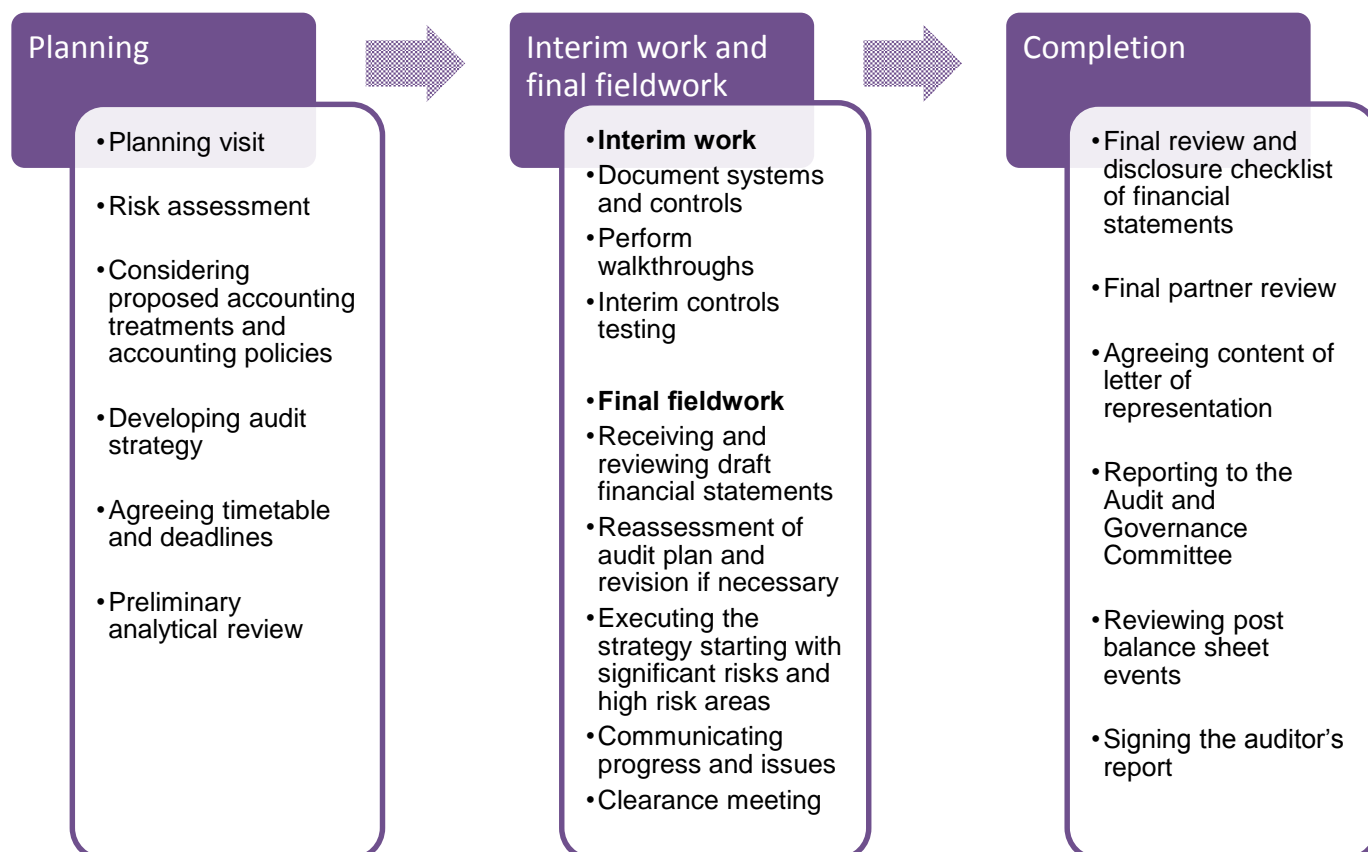 Planning
•Planning visit
•Risk assessment
•Considering
proposed accounting
treatments and
accounting policies
•Developing audit
strategy
•Agreeing timetable
and deadlines
•Preliminary
analytical review
Interim work and
final fieldwork
•Interim work
•Document systems
and controls
•Perform
walkthroughs
•Interim controls
testing
•Final fieldwork
•Receiving and
reviewing draft
financial statements
•Reassessment of
audit plan and
revision if necessary
•Executing the
strategy starting with
significant risks and
high risk areas
•Communicating
progress and issues
•Clearance meeting
Completion
•Final review and
disclosure checklist
of financial
statements
•Final partner review
•Agreeing content of
letter of
representation
•Reporting to the
Audit and
Governance
Committee
•Reviewing post
balance sheet
events
•Signing the auditor’s
report